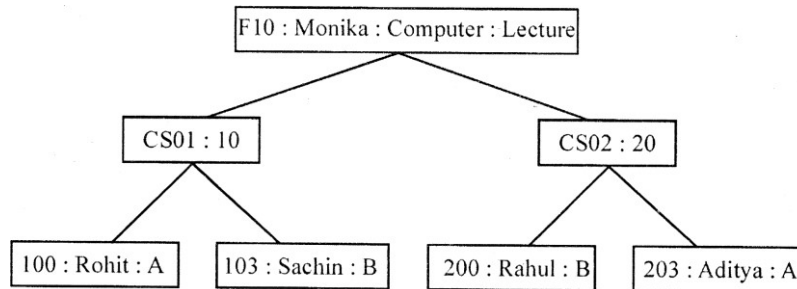 F10 : Monika : Computer : Lecture
CS01 : 10
CS02 : 20
100 : Rohit : A
103 : Sachin : B
200 : Rahul : B
203 : Aditya : A